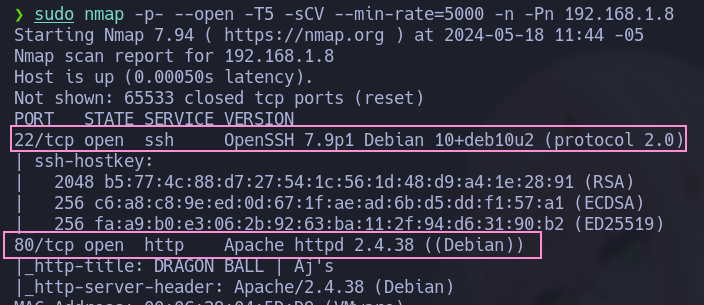 ❯ sudo nmap -p- --open -T5 -sCV --min-rate=5000 -n -Pn 192.168.1.8
Starting Nmap 7.94 ( https://nmap.org ) at 2024-05-18 11:44 -05
Nmap scan report for 192.168.1.8
Host is up (0.00050s latency).
Not shown: 65533 closed tcp ports (reset)
PORT   STATE SERVICE VERSION
22/tcp open  ssh     OpenSSH 7.9p1 Debian 10+deb10u2 (protocol 2.0)
| ssh-hostkey:
|   2048 b5:77:4c:88:d7:27:54:1c:56:1d:48:d9:a4:1e:28:91 (RSA)
|   256 c6:a8:c8:9e:ed:0d:67:1f:ae:ad:6b:d5:dd:f1:57:a1 (ECDSA)
|   256 fa:a9:b0:e3:06:2b:92:63:ba:11:2f:94:d6:31:90:b2 (ED25519)
80/tcp open  http    Apache httpd 2.4.38 ((Debian))
|_http-title: DRAGON BALL | Aj's
|_http-server-header: Apache/2.4.38 (Debian)